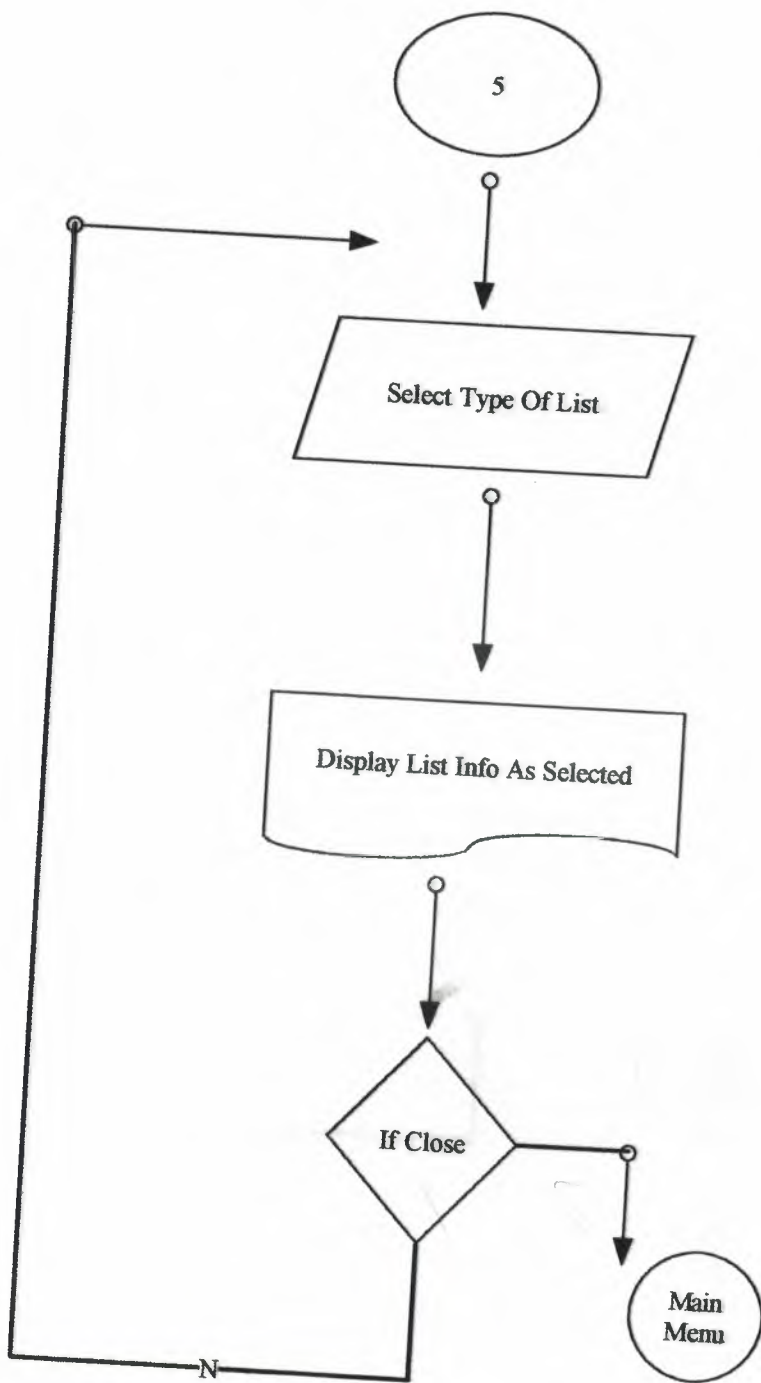 5
Select Type Of List
Display List Info As Selected
If Close
Main
Menu
N